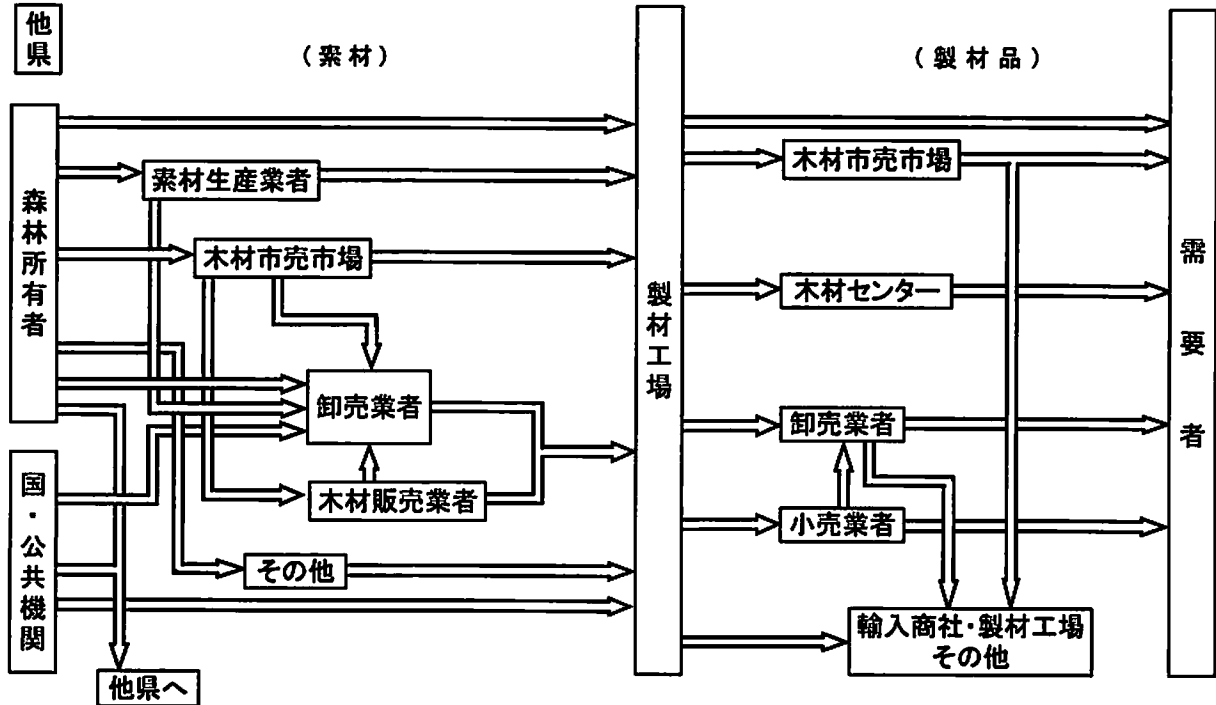 他県
（素材）
（製材品）
森林所有者
素材生産業者
木材市売市場
卸売業者
木材販売業者
その他
国・公共機関
他県へ
製材工場
木材市売市場
木材センター
卸売業者
小売業者
輸入商社・製材工場
その他
需要者